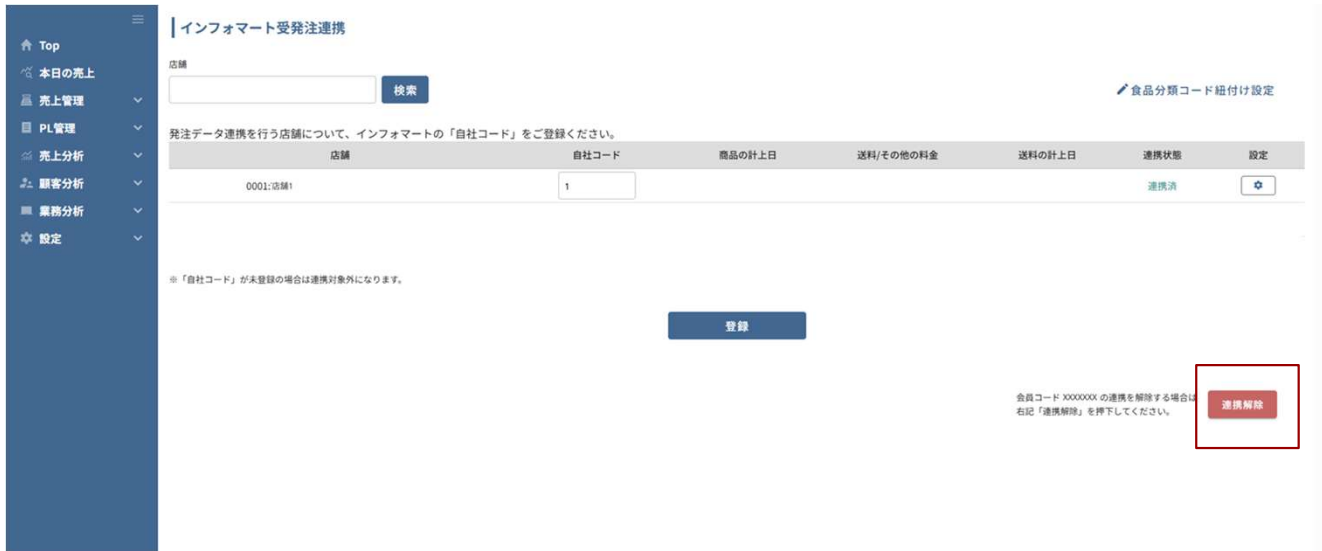 インフォマート受発注連携
Top
本日の売上
売上管理
PL管理
売上分析
顧客分析
業務分析
設定
店舗
検索
食品分類コード紐付け設定
発注データ連携を行う店舗について、インフォマートの「自社コード」をご登録ください。
店舗 自社コード 商品の計上日 送料/その他の料金 送料の計上日 連携状態 設定
0001:店舗1 1 連携済
※「自社コード」が未登録の場合は連携対象外になります。
登録
会員コード XXXXXXX の連携を解除する場合は
右記「連携解除」を押下してください。
連携解除